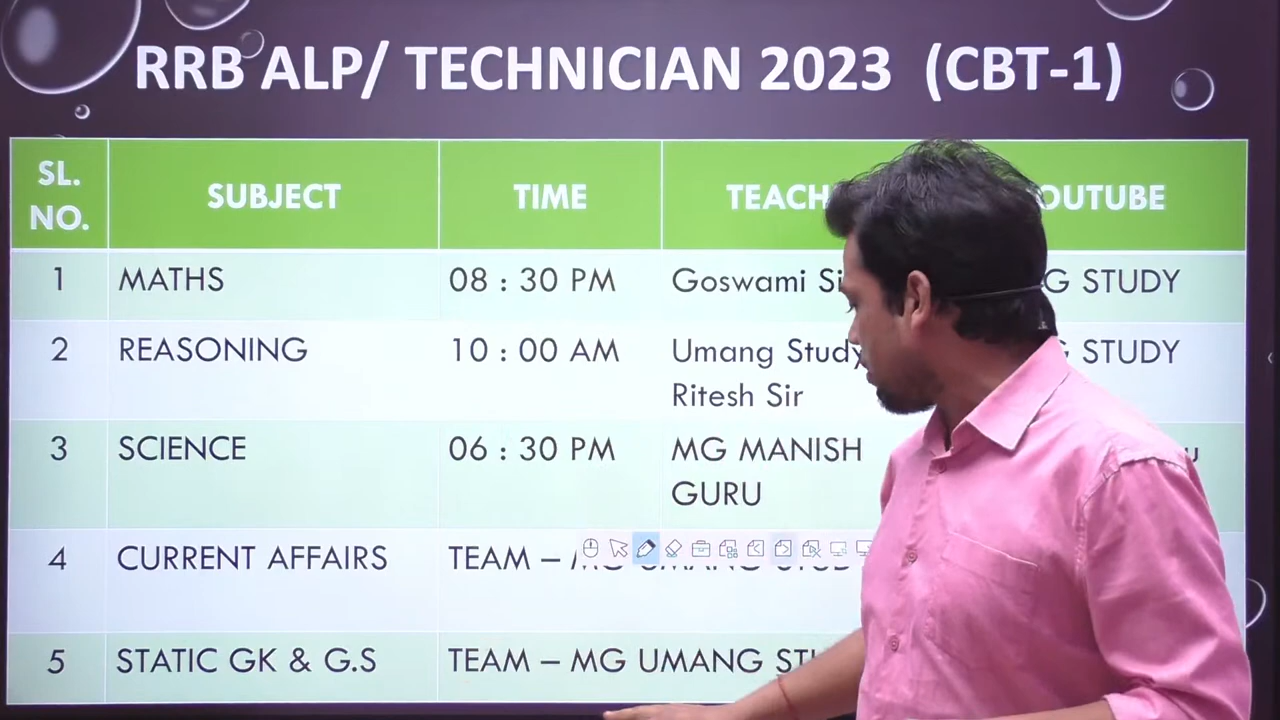 RRB ALP/ TECHNICIAN 2023 (CBT-1)
SL. NO. SUBJECT TIME
1 MATHS 08 : 30 PM Goswami STUDY
2 REASONING 10 : 00 AM Umang Study STUDY
Ritesh Sir
3 SCIENCE 06 : 30 PM MG MANISH
GURU
4 CURRENT AFFAIRS TEAM –
5 STATIC GK & G.S TEAM – MG UMANG